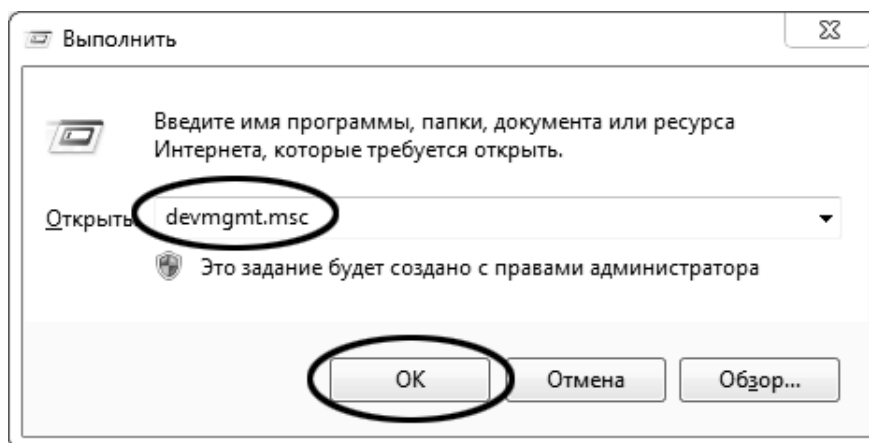 Выполнить
Введите имя программы, папки, документа или ресурса
Интернета, которые требуется открыть.
Открыть
devmgmt.msc
Это задание будет создано с правами администратора
OK
Отмена
Обзор...